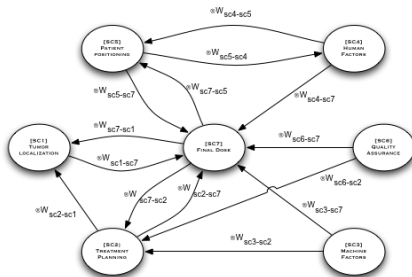 ⊗Wsc4-sc5
[SC5]
Patient
positioning
[SC4]
Human
Factors
⊗Wsc5-sc4
⊗Wsc5-sc7
⊗Wsc7-sc5
⊗Wsc4-sc7
⊗Wsc7-sc1
[SC1]
Tumor
localization
[SC7]
Final Dose
⊗Wsc6-sc7
[SC6]
Quality
Assurance
⊗Wsc1-sc7
⊗Wsc6-sc2
⊗Wsc7-sc2
⊗Wsc2-sc7
⊗Wsc3-sc7
⊗Wsc2-sc1
[SC2)
Treatment
Planning
⊗Wsc3-sc2
[SC3]
Machine
Factors